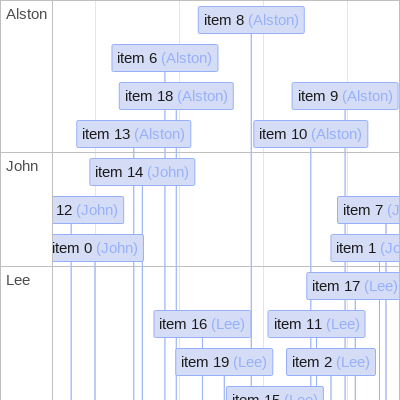 Alston
item 8 (Alston)
item 6 (Alston)
item 18 (Alston)
item 9 (Alston)
item 13 (Alston)
item 10 (Alston)
John
item 14 (John)
12 (John)
item 7 (J
item 0 (John)
item 1 (Jo
Lee
item 17 (Lee)
item 16 (Lee)
item 11 (Lee)
item 19 (Lee)
item 2 (Lee)
item 15 (Lee)